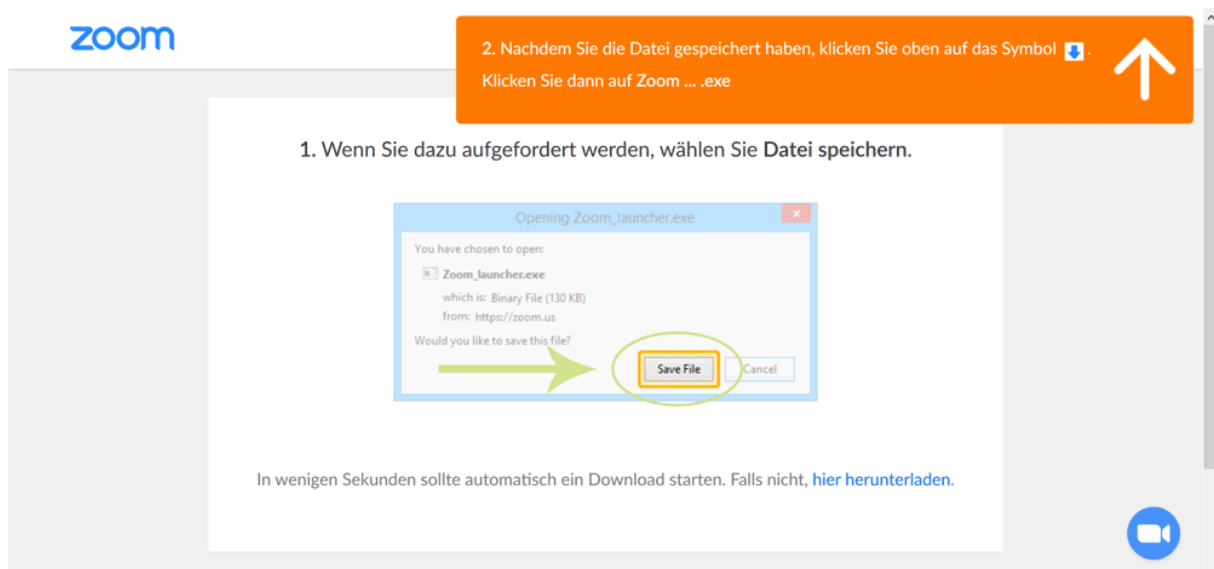 zoom
2. Nachdem Sie die Datei gespeichert haben, klicken Sie oben auf das Symbol .
Klicken Sie dann auf Zoom ... .exe
1. Wenn Sie dazu aufgefordert werden, wählen Sie Datei speichern.
Opening Zoom_launcher.exe
You have chosen to open:
Zoom_launcher.exe
which is: Binary File (130 KB)
from: https://zoom.us
Would you like to save this file?
Save File Cancel
In wenigen Sekunden sollte automatisch ein Download starten. Falls nicht, hier herunterladen.